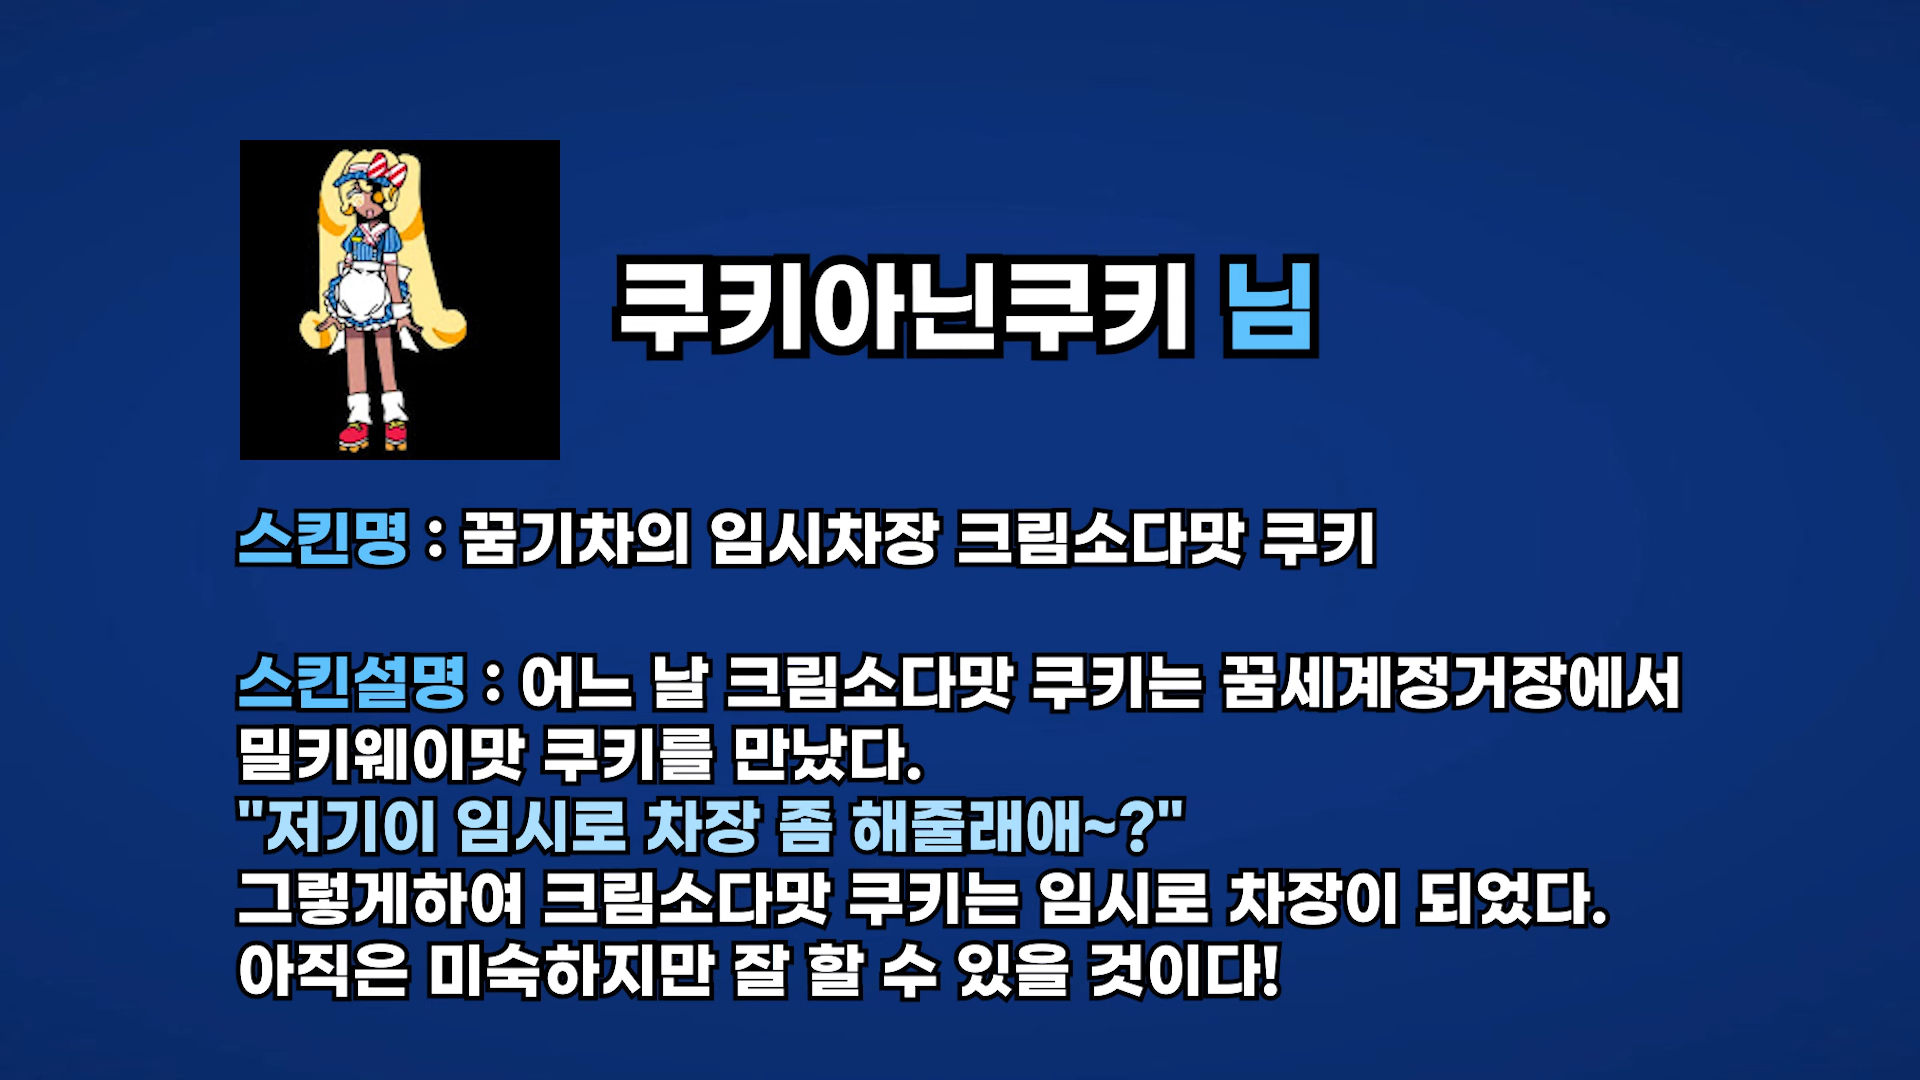 쿠키아닌쿠키 님
스킨명 : 꿈기차의 임시차장 크림소다맛 쿠키
스킨설명 : 어느 날 크림소다맛 쿠키는 꿈세계정거장에서
밀키웨이맛 쿠키를 만났다.
"저기이 임시로 차장 좀 해줄래애~?"
그렇게하여 크림소다맛 쿠키는 임시로 차장이 되었다.
아직은 미숙하지만 잘 할 수 있을 것이다!